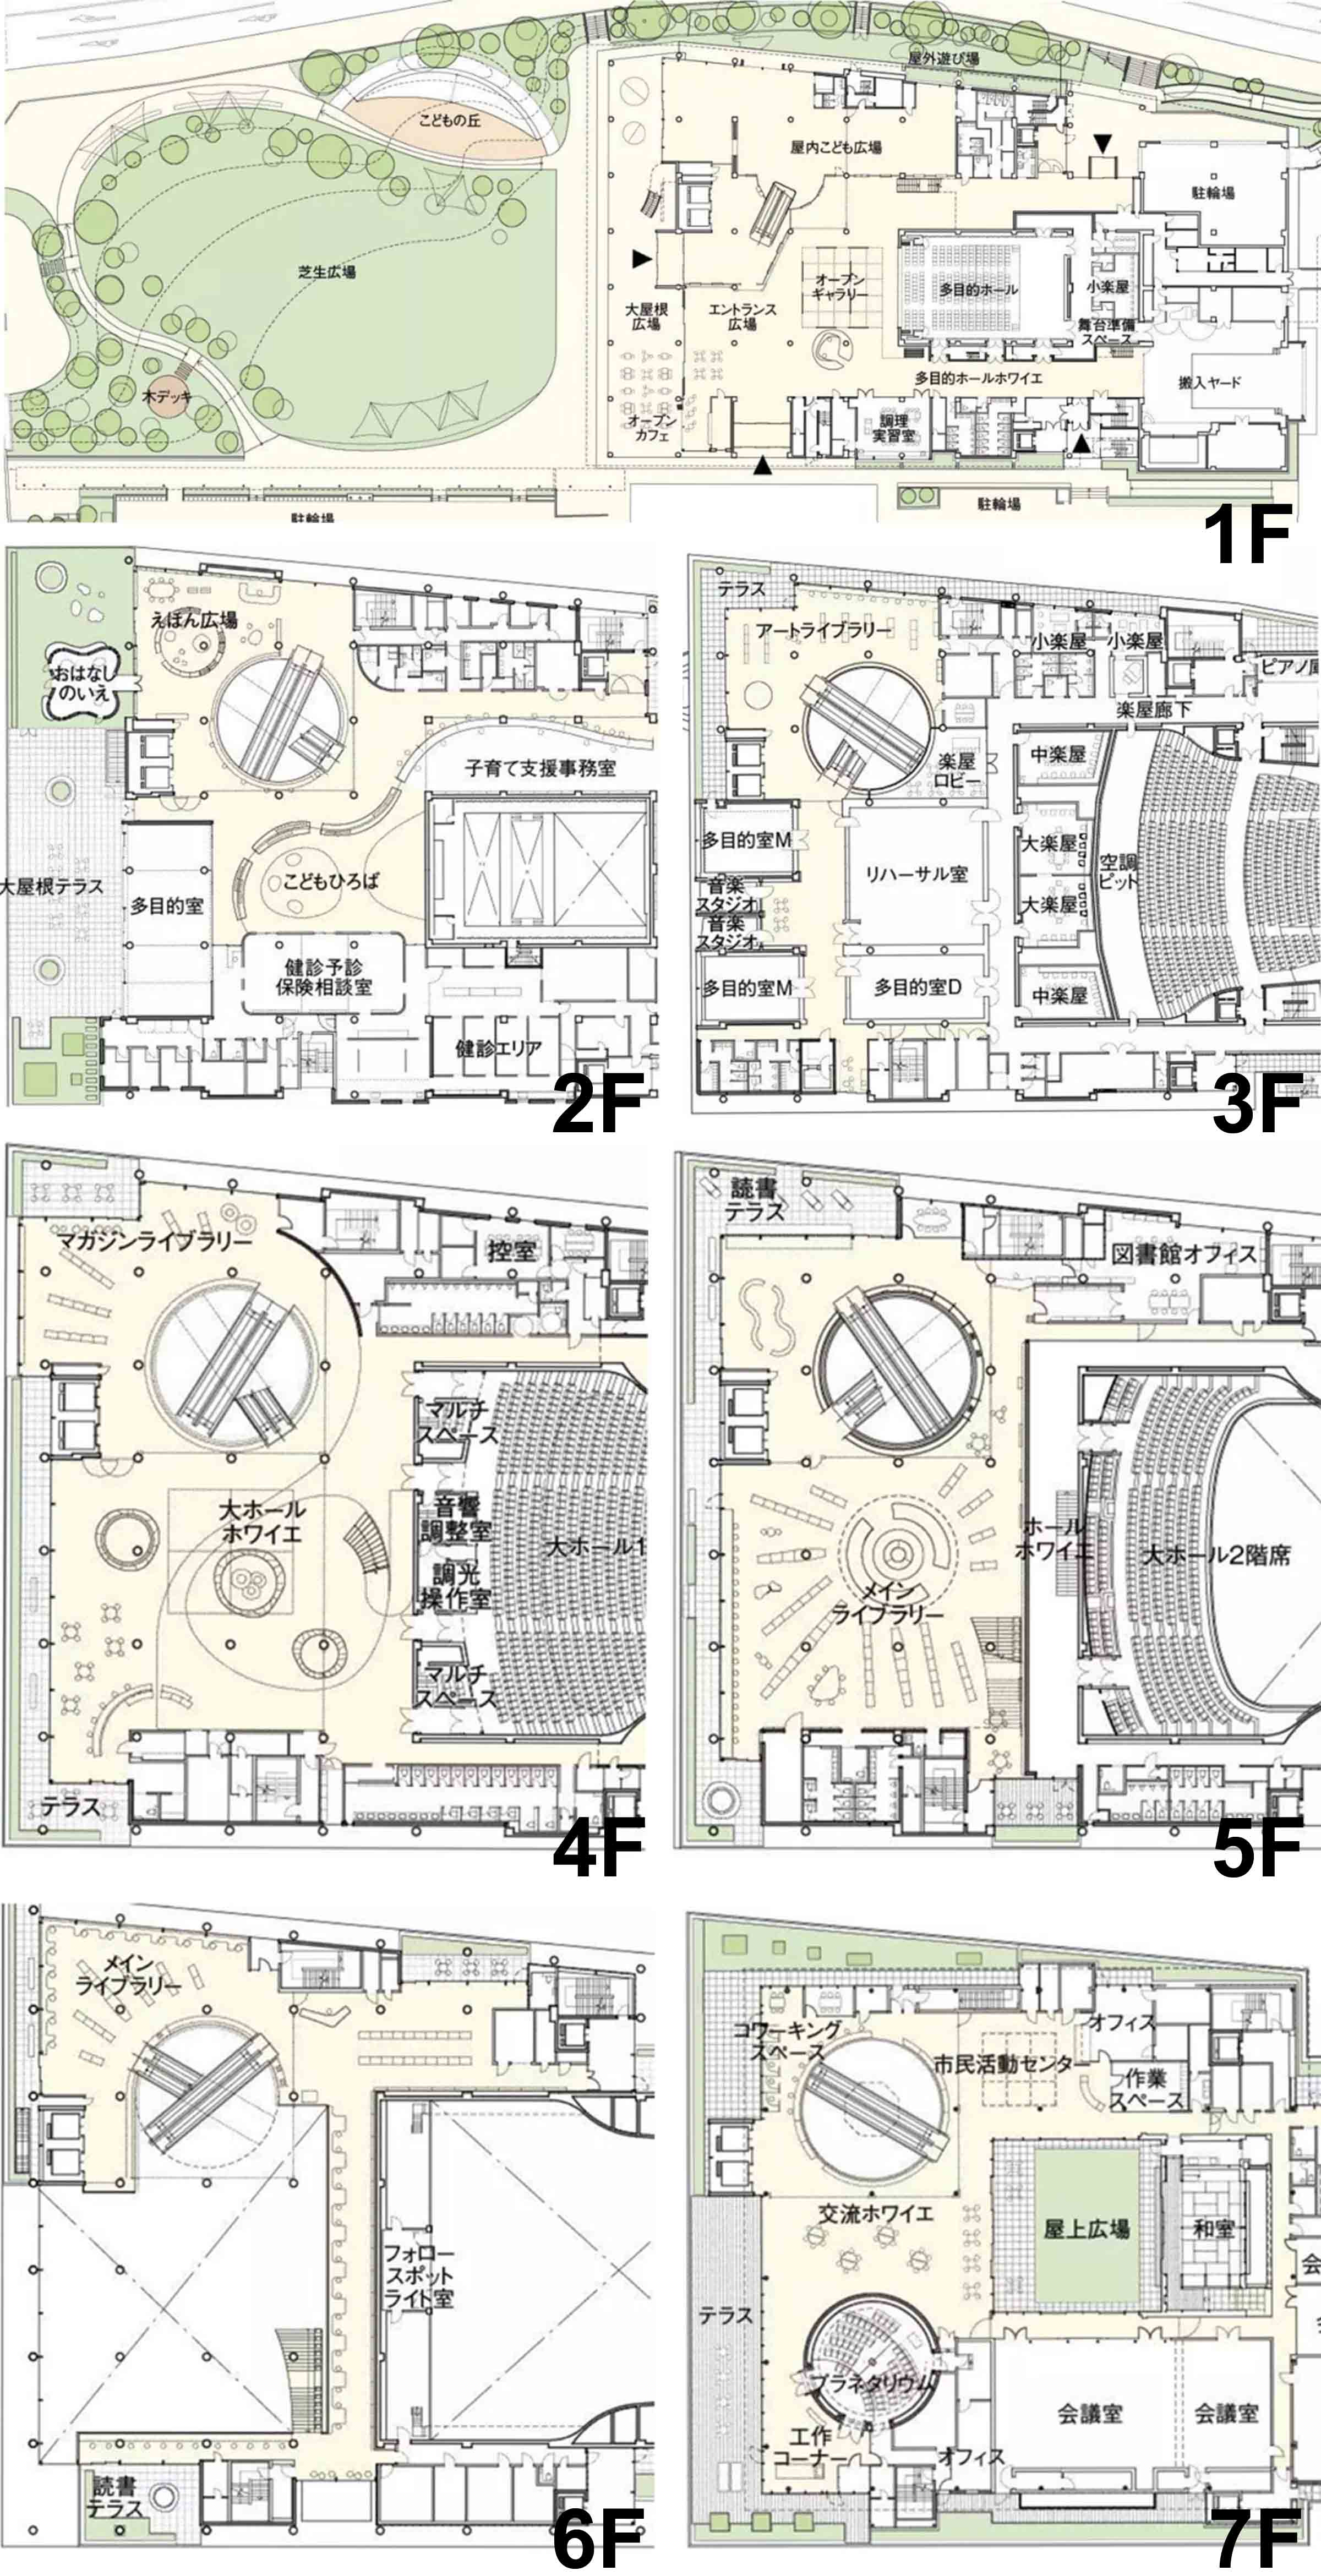 屋外遊び場
こどもの丘
屋内こども広場
駐輪場
芝生広場
オープン
ギャラリー
多目的ホール
小楽屋
大屋根
広場
エントランス
広場
舞台準備
スペース
多目的ホールホワイエ
搬入ヤード
木デッキ
オープン
カフェ
調理
実習室
駐輪場
駐輪場
1F
えほん広場
おはなし
のいえ
子育て支援事務室
大屋根テラス
多目的室
こどもひろば
健診予診
保険相談室
健診エリア
2F
テラス
アートライブラリー
小楽屋
小楽屋
楽屋廊下
中楽屋
楽屋
ロビー
多目的室M
リハーサル室
大楽屋
空調
ピット
音楽
スタジオ
大楽屋
音楽
スタジオ
多目的室M
多目的室D
中楽屋
3F
マガジンライブラリー
控室
マルチ
スペース
大ホール
ホワイエ
音響
調整室
大ホール1
調光
操作室
マルチ
スペース
テラス
4F
読書
テラス
図書館オフィス
ホール
ホワイエ
大ホール2階席
メイン
ライブラリー
5F
メイン
ライブラリー
フォロー
スポット
ライト室
読書
テラス
6F
コワーキング
スペース
オフィス
市民活動センター
作業
スペース
交流ホワイエ
屋上広場
和室
テラス
プラネタリウム
会議室
会議室
工作
コーナー
オフィス
7F